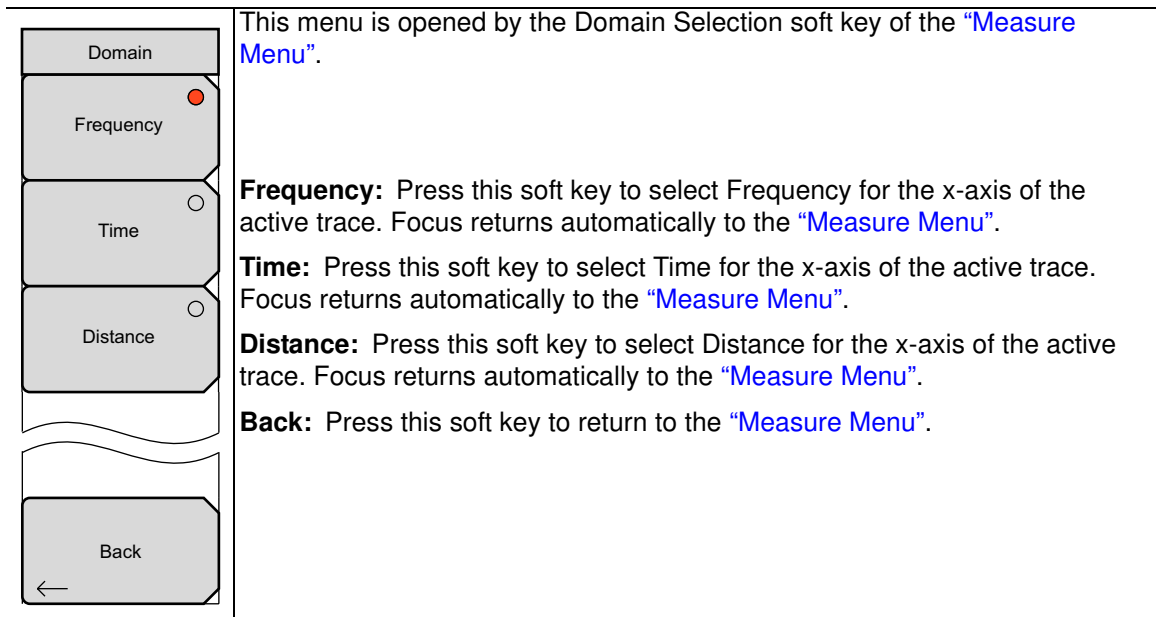 Domain
Frequency
Time
Distance
Back
This menu is opened by the Domain Selection soft key of the “Measure
Menu”.
Frequency: Press this soft key to select Frequency for the x-axis of the
active trace. Focus returns automatically to the “Measure Menu”.
Time: Press this soft key to select Time for the x-axis of the active trace.
Focus returns automatically to the “Measure Menu”.
Distance: Press this soft key to select Distance for the x-axis of the active
trace. Focus returns automatically to the “Measure Menu”.
Back: Press this soft key to return to the “Measure Menu”.